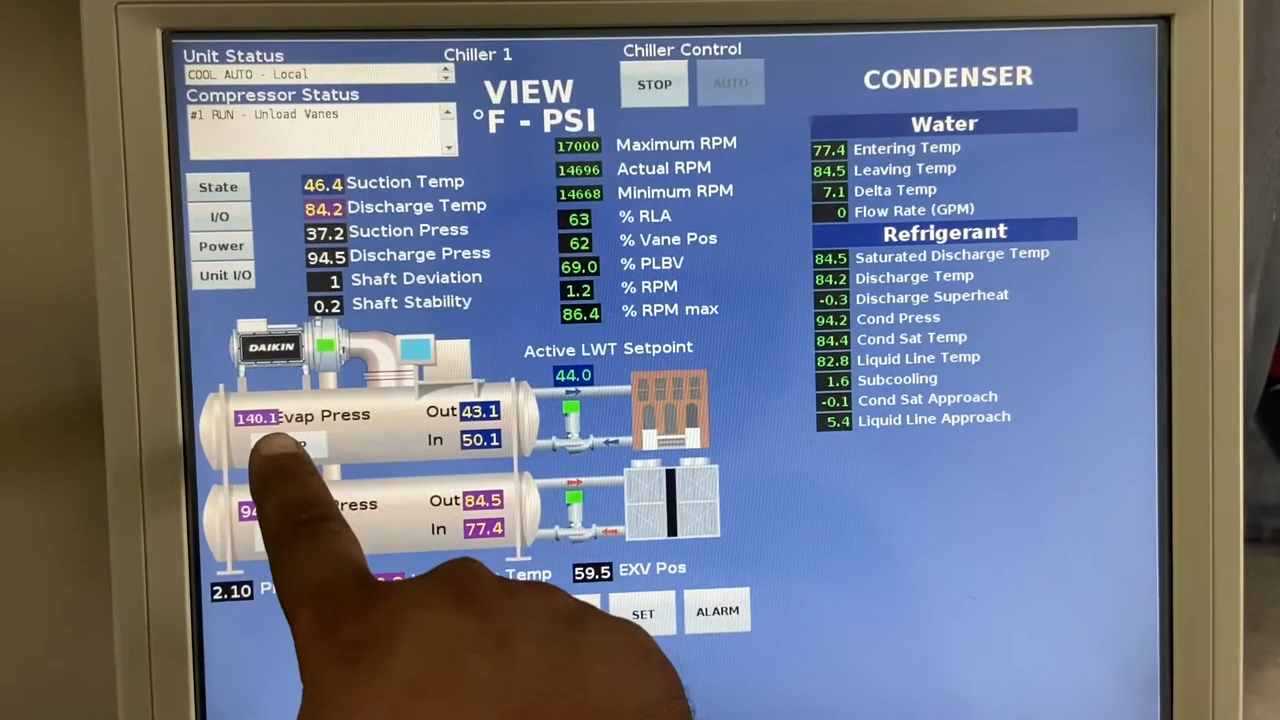 Unit Status
COOL AUTO - Local
Compressor Status
#1 RUN - Unload Vanes
Chiller 1
VIEW
°F - PSI
Chiller Control
STOP
AUTO
State
I/O
Power
Unit I/O
46.4 Suction Temp
84.2 Discharge Temp
37.2 Suction Press
94.5 Discharge Press
1 Shaft Deviation
0.2 Shaft Stability
17000 Maximum RPM
14696 Actual RPM
14668 Minimum RPM
63 % RLA
62 % Vane Pos
69.0 % PLBV
1.2 % RPM
86.4 % RPM max
CONDENSER
Water
77.4 Entering Temp
84.5 Leaving Temp
7.1 Delta Temp
0 Flow Rate (GPM)
Refrigerant
84.5 Saturated Discharge Temp
84.2 Discharge Temp
-0.3 Discharge Superheat
94.2 Cond Press
84.4 Cond Sat Temp
82.8 Liquid Line Temp
1.6 Subcooling
-0.1 Cond Sat Approach
5.4 Liquid Line Approach
DAIKIN
Active LWT Setpoint
44.0
140.1 Evap Press
Out 43.1
In 50.1
Press
Out 84.5
In 77.4
2.10
Temp
59.5 EXV Pos
SET
ALARM